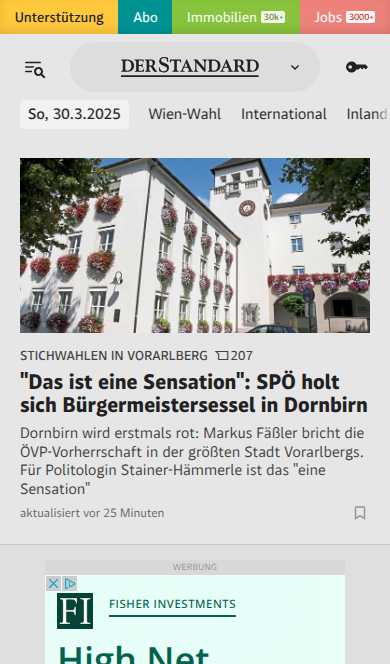 Unterstützung Abo Immobilien 30k+ Jobs 3000+
DERSTANDARD
So, 30.3.2025 Wien-Wahl International Inland
STICHWAHLEN IN VORARLBERG 207
"Das ist eine Sensation": SPÖ holt
sich Bürgermeistersessel in Dornbirn
Dornbirn wird erstmals rot: Markus Fäßler bricht die
ÖVP-Vorherrschaft in der größten Stadt Vorarlbergs.
Für Politologin Stainer-Hämmerle ist das "eine
Sensation"
aktualisiert vor 25 Minuten
WERBUNG
FI FISHER INVESTMENTS
High Net